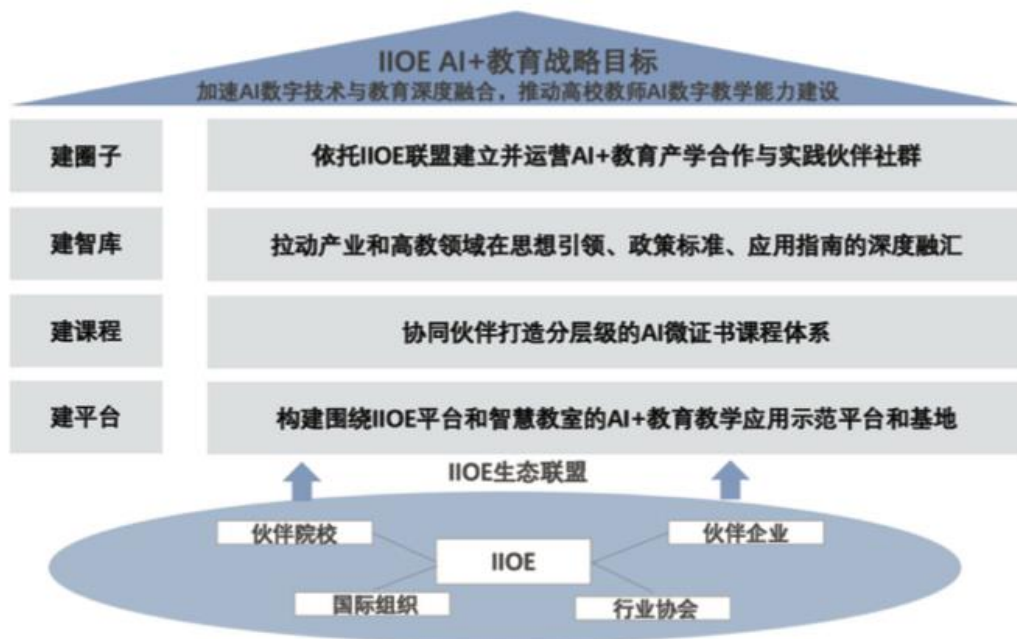 IIOE AI+教育战略目标
加速AI数字技术与教育深度融合，推动高校教师AI数字教学能力建设
建圈子
依托IIOE联盟建立并运营AI+教育产学合作与实践伙伴社群
建智库
拉动产业和高教领域在思想引领、政策标准、应用指南的深度融汇
建课程
协同伙伴打造分层级的AI微证书课程体系
建平台
构建围绕IIOE平台和智慧教室的AI+教育教学应用示范平台和基地
IIOE生态联盟
伙伴院校
伙伴企业
IIOE
国际组织
行业协会